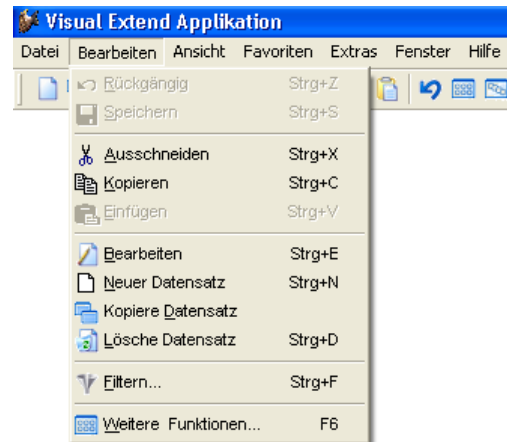 Visual Extend Applikation
Datei Bearbeiten Ansicht Favoriten Extras Fenster Hilfe
Rückgängig Strg+Z
Speichern Strg+S
Ausschneiden Strg+X
Kopieren Strg+C
Einfügen Strg+V
Bearbeiten Strg+E
Neuer Datensatz Strg+N
Kopiere Datensatz
Lösche Datensatz Strg+D
Filtern... Strg+F
Weitere Funktionen... F6